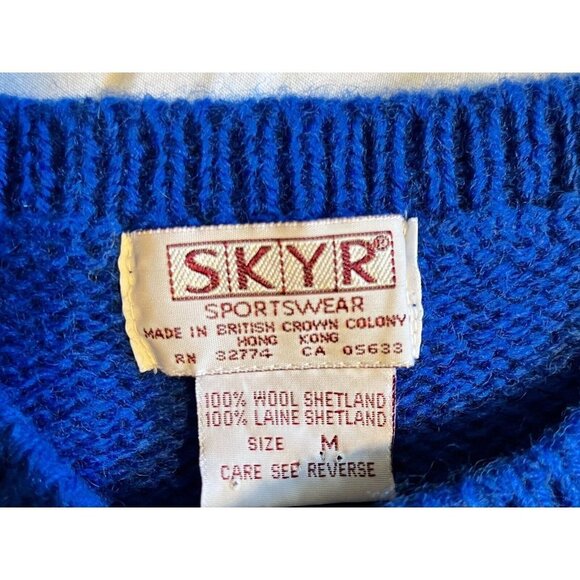 SKYR®
SPORTSWEAR
MADE IN BRITISH CROWN COLONY
HONG KONG
RN 32774 CA 05633
100% WOOL SHETLAND
100% LAINE SHETLAND
SIZE M
CARE SEE REVERSE